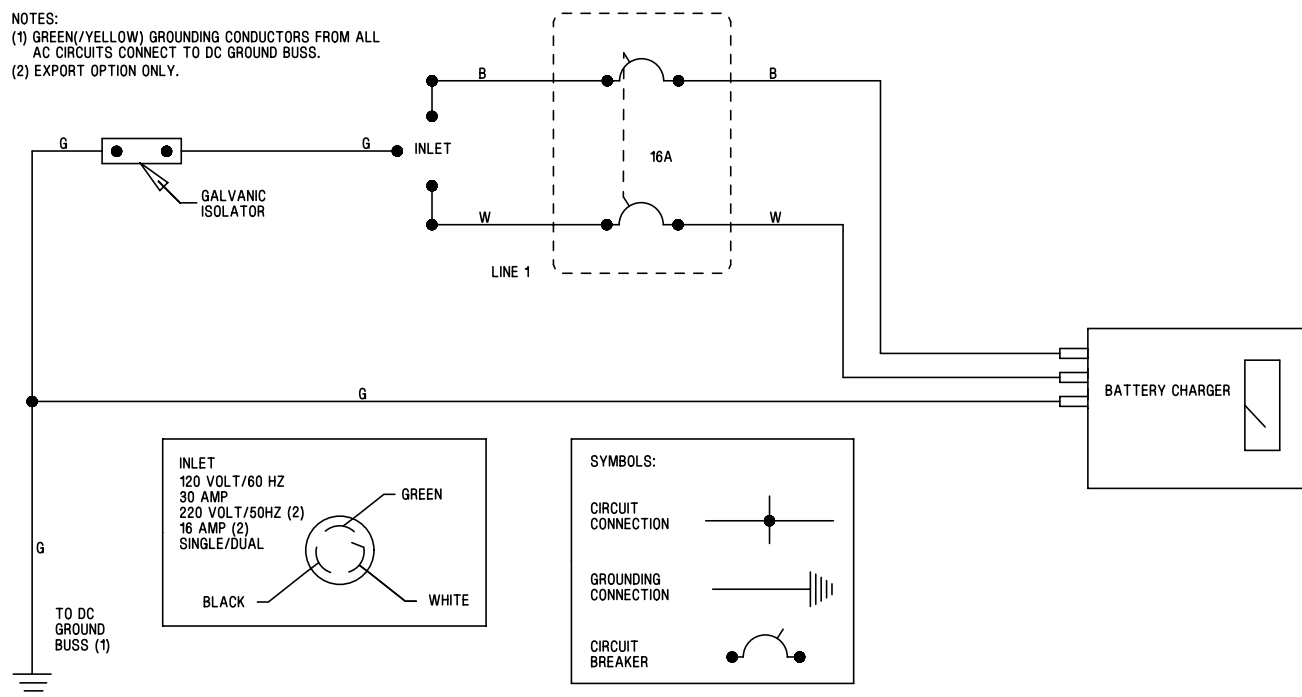 NOTES:
(1) GREEN(/YELLOW) GROUNDING CONDUCTORS FROM ALL
AC CIRCUITS CONNECT TO DC GROUND BUSS.
(2) EXPORT OPTION ONLY.
B
B
G
G
INLET
16A
GALVANIC
ISOLATOR
W
W
LINE 1
BATTERY CHARGER
G
INLET
120 VOLT/60 HZ
30 AMP
220 VOLT/50HZ (2)
16 AMP (2)
SINGLE/DUAL
GREEN
BLACK
WHITE
SYMBOLS:
CIRCUIT
CONNECTION
GROUNDING
CONNECTION
CIRCUIT
BREAKER
G
TO DC
GROUND
BUSS (1)